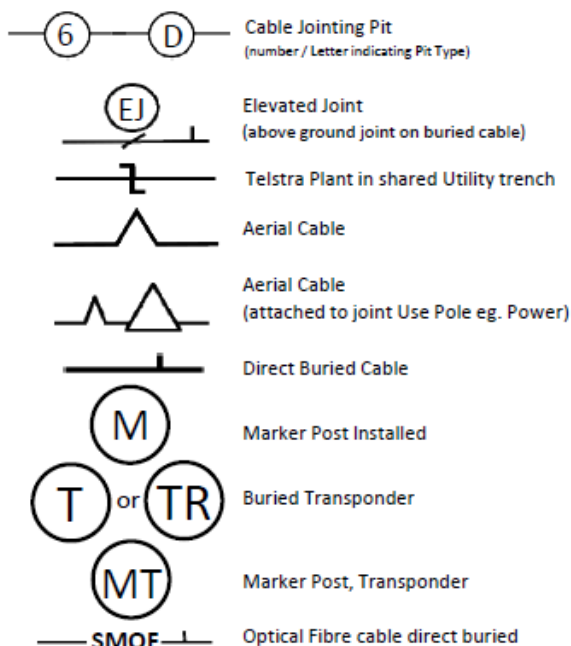 6 D Cable Jointing Pit
(number / Letter indicating Pit Type)
EJ Elevated Joint
(above ground joint on buried cable)
Telstra Plant in shared Utility trench
Aerial Cable
Aerial Cable
(attached to joint Use Pole eg. Power)
Direct Buried Cable
M Marker Post Installed
T or TR Buried Transponder
MT Marker Post, Transponder
SMOF Optical Fibre cable direct buried